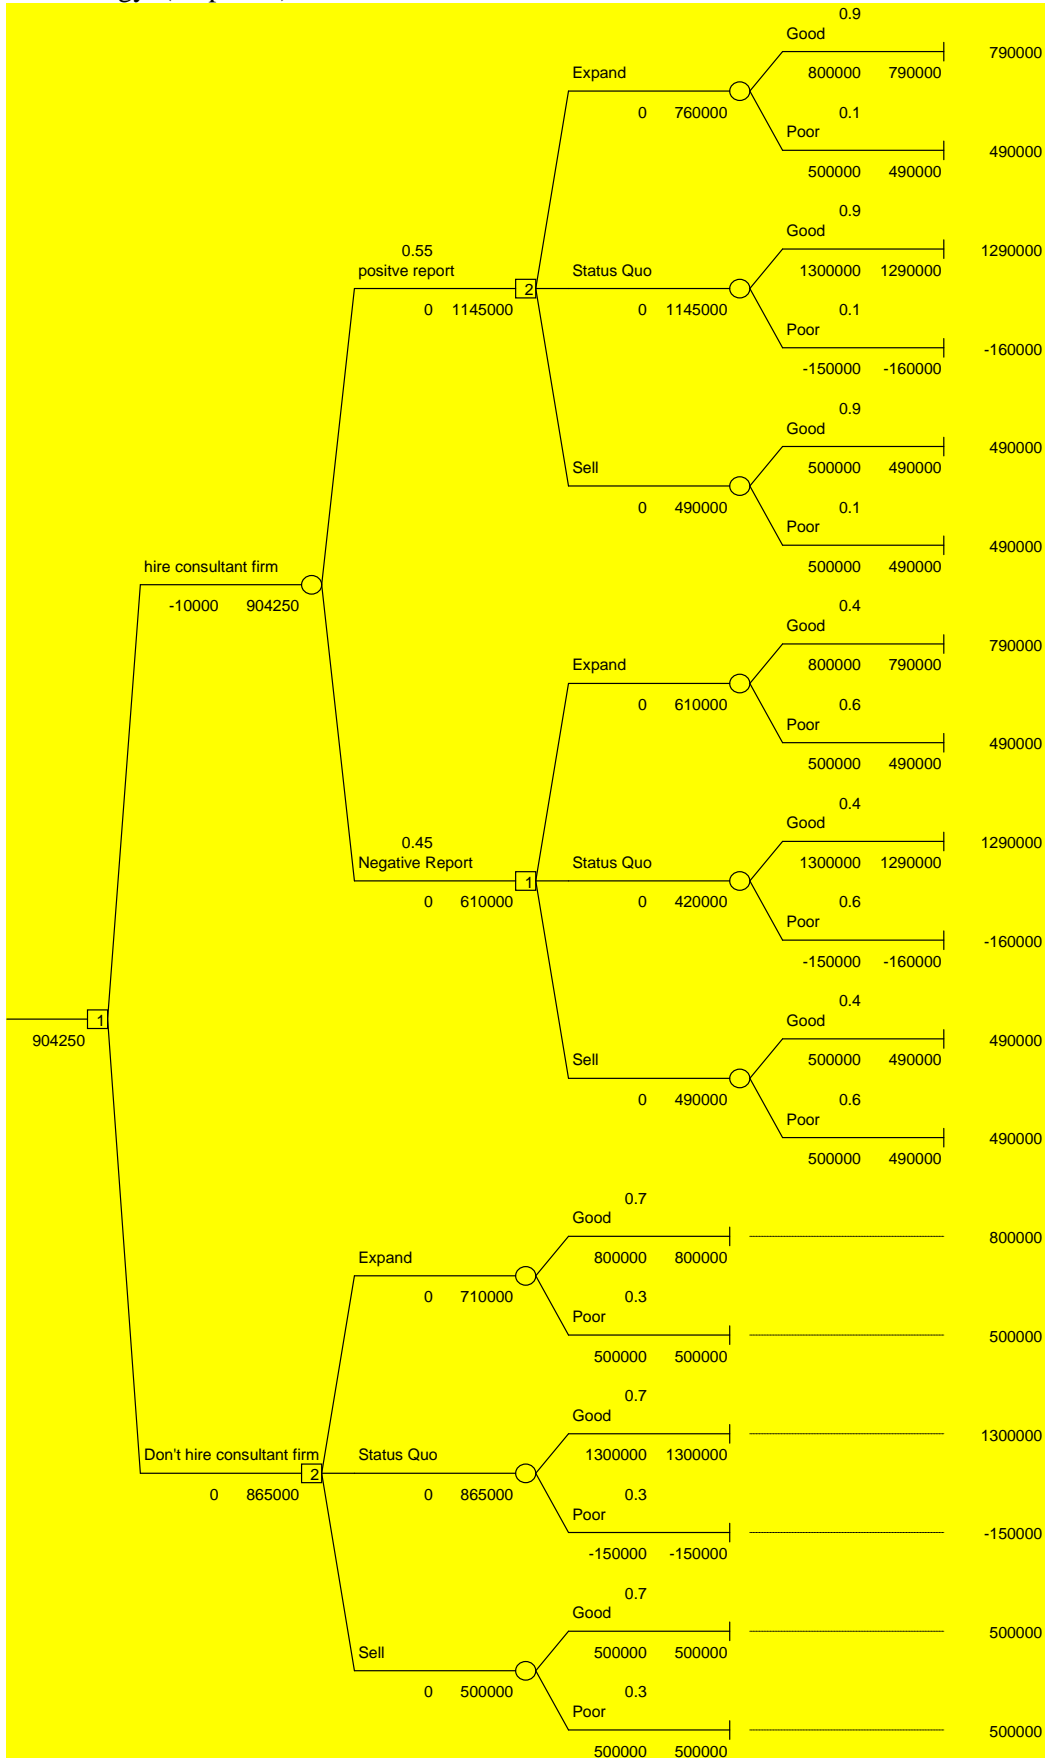 0.9
Good
790000
Expand
800000 790000
0 760000
0.1
Poor
490000
500000 490000
0.9
Good
0.55
1290000
positve report
Status Quo
1300000 1290000
2
0 1145000
0 1145000
0.1
Poor
-160000
-150000 -160000
0.9
Good
490000
Sell
500000 490000
0 490000
0.1
Poor
490000
hire consultant firm
500000 490000
-10000 904250
0.4
Good
790000
Expand
800000 790000
0 610000
0.6
Poor
490000
500000 490000
0.4
Good
0.45
1290000
Negative Report
Status Quo
1300000 1290000
1
0 610000
0 420000
0.6
Poor
-160000
-150000 -160000
0.4
1
Good
904250
490000
Sell
500000 490000
0 490000
0.6
Poor
490000
500000 490000
0.7
Good
800000
Expand
800000 800000
0 710000
0.3
Poor
500000
500000 500000
0.7
Good
1300000
Don't hire consultant firm
Status Quo
1300000 1300000
2
0 865000
0 865000
0.3
Poor
-150000
-150000 -150000
0.7
Good
500000
Sell
500000 500000
0 500000
0.3
Poor
500000
500000 500000